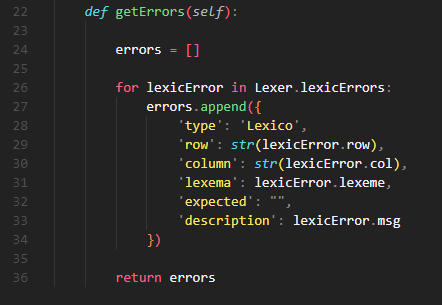 22 def getErrors(self):
23
24 errors = []
25
26 for lexicError in Lexer.lexicErrors:
27 errors.append({
28 'type': 'Lexico',
29 'row': str(lexicError.row),
30 'column': str(lexicError.col),
31 'lexema': lexicError.lexeme,
32 'expected': "",
33 'description': lexicError.msg
34 })
35
36 return errors